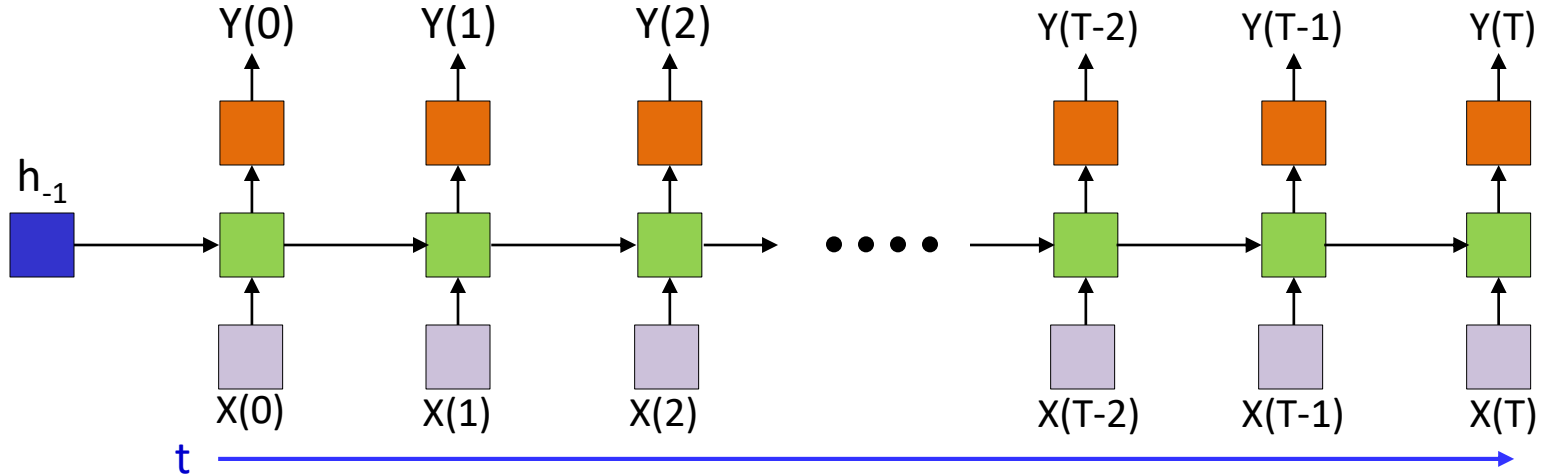 Y(0) Y(1) Y(2) Y(T-2) Y(T-1) Y(T)
h-1
X(0) X(1) X(2) X(T-2) X(T-1) X(T)
t